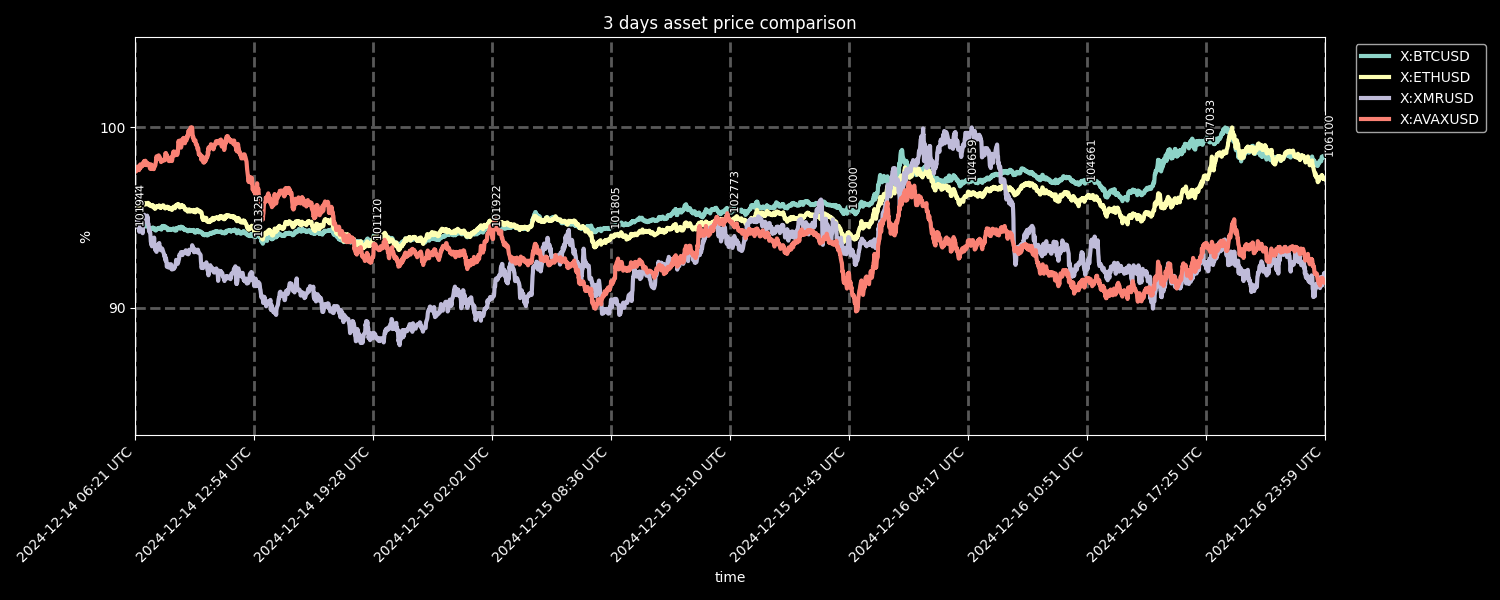 3 days asset price comparison
X:BTCUSD
X:ETHUSD
X:XMRUSD
X:AVAXUSD
100
90
%
101944
101325
101120
101922
101805
102773
103000
104659
104661
107033
106100
2024-12-14 06:21 UTC
2024-12-14 12:54 UTC
2024-12-14 19:28 UTC
2024-12-15 02:02 UTC
2024-12-15 08:36 UTC
2024-12-15 15:10 UTC
2024-12-15 21:43 UTC
2024-12-16 04:17 UTC
2024-12-16 10:51 UTC
2024-12-16 17:25 UTC
2024-12-16 23:59 UTC
time